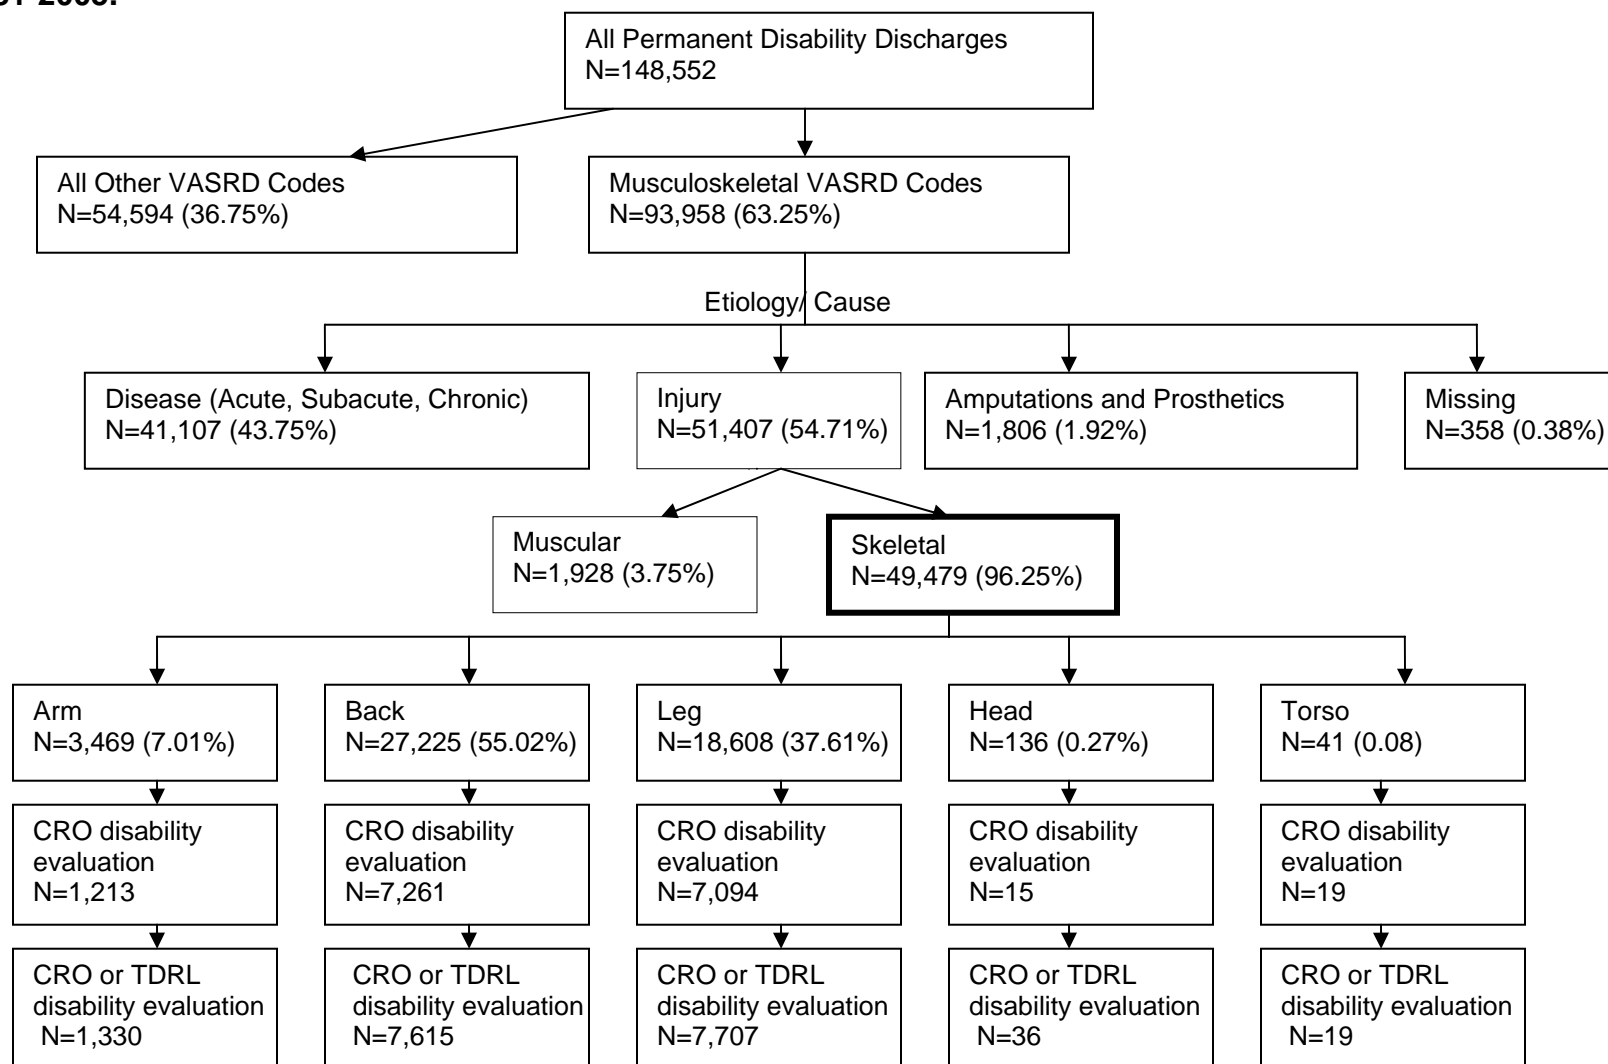 All Permanent Disability Discharges
N=148,552
All Other VASRD Codes
N=54,594 (36.75%)
Musculoskeletal VASRD Codes
N=93,958 (63.25%)
Etiology/ Cause
Disease (Acute, Subacute, Chronic)
N=41,107 (43.75%)
Injury
N=51,407 (54.71%)
Amputations and Prosthetics
N=1,806 (1.92%)
Missing
N=358 (0.38%)
Muscular
N=1,928 (3.75%)
Skeletal
N=49,479 (96.25%)
Arm
N=3,469 (7.01%)
Back
N=27,225 (55.02%)
Leg
N=18,608 (37.61%)
Head
N=136 (0.27%)
Torso
N=41 (0.08)
CRO disability
evaluation
N=1,213
CRO disability
evaluation
N=7,261
CRO disability
evaluation
N=7,094
CRO disability
evaluation
N=15
CRO disability
evaluation
N=19
CRO or TDRL
disability evaluation
N=1,330
CRO or TDRL
disability evaluation
N=7,615
CRO or TDRL
disability evaluation
N=7,707
CRO or TDRL
disability evaluation
N=36
CRO or TDRL
disability evaluation
N=19